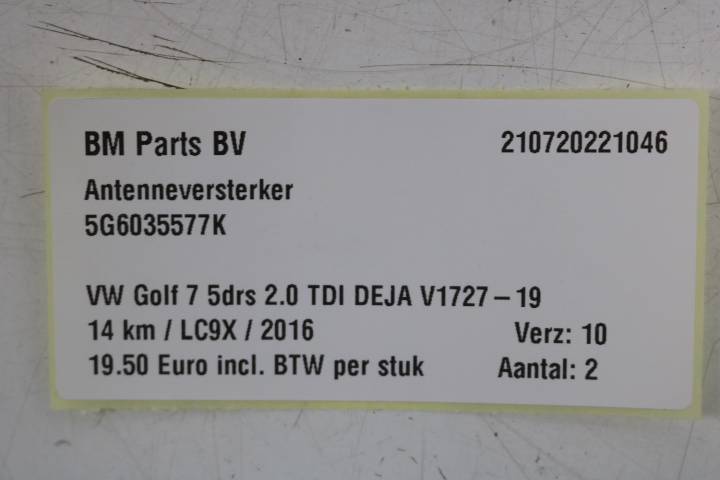 BM Parts BV 210720221046
Antenneversterker
5G6035577K
VW Golf 7 5drs 2.0 TDI DEJA V1727 – 19
14 km / LC9X / 2016 Verz: 10
19.50 Euro incl. BTW per stuk Aantal: 2